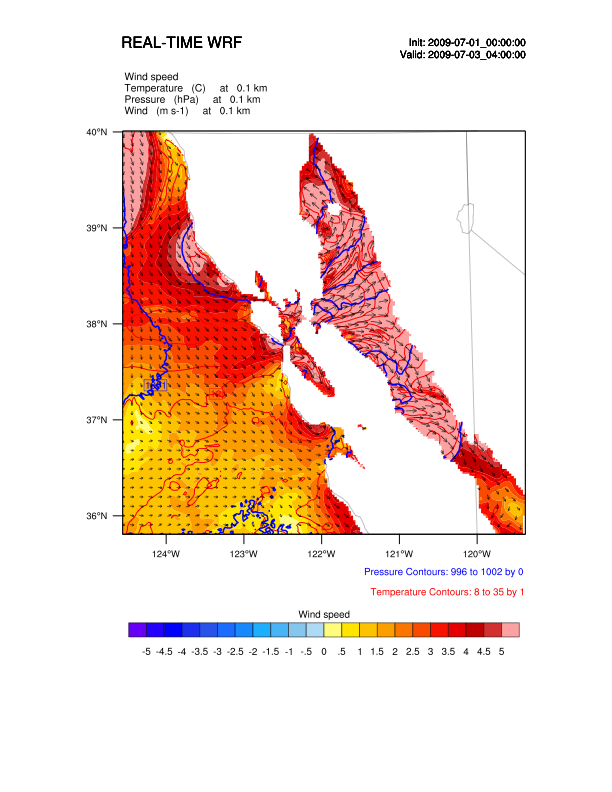 REAL-TIME WRF
Init: 2009-07-01_00:00:00
Valid: 2009-07-03_04:00:00
Wind speed
Temperature (C) at 0.1 km
Pressure (hPa) at 0.1 km
Wind (m s-1) at 0.1 km
40°N
39°N
38°N
37°N
36°N
124°W 123°W 122°W 121°W 120°W
Pressure Contours: 996 to 1002 by 0
Temperature Contours: 8 to 35 by 1
Wind speed
-5 -4.5 -4 -3.5 -3 -2.5 -2 -1.5 -1 -.5 0 .5 1 1.5 2 2.5 3 3.5 4 4.5 5